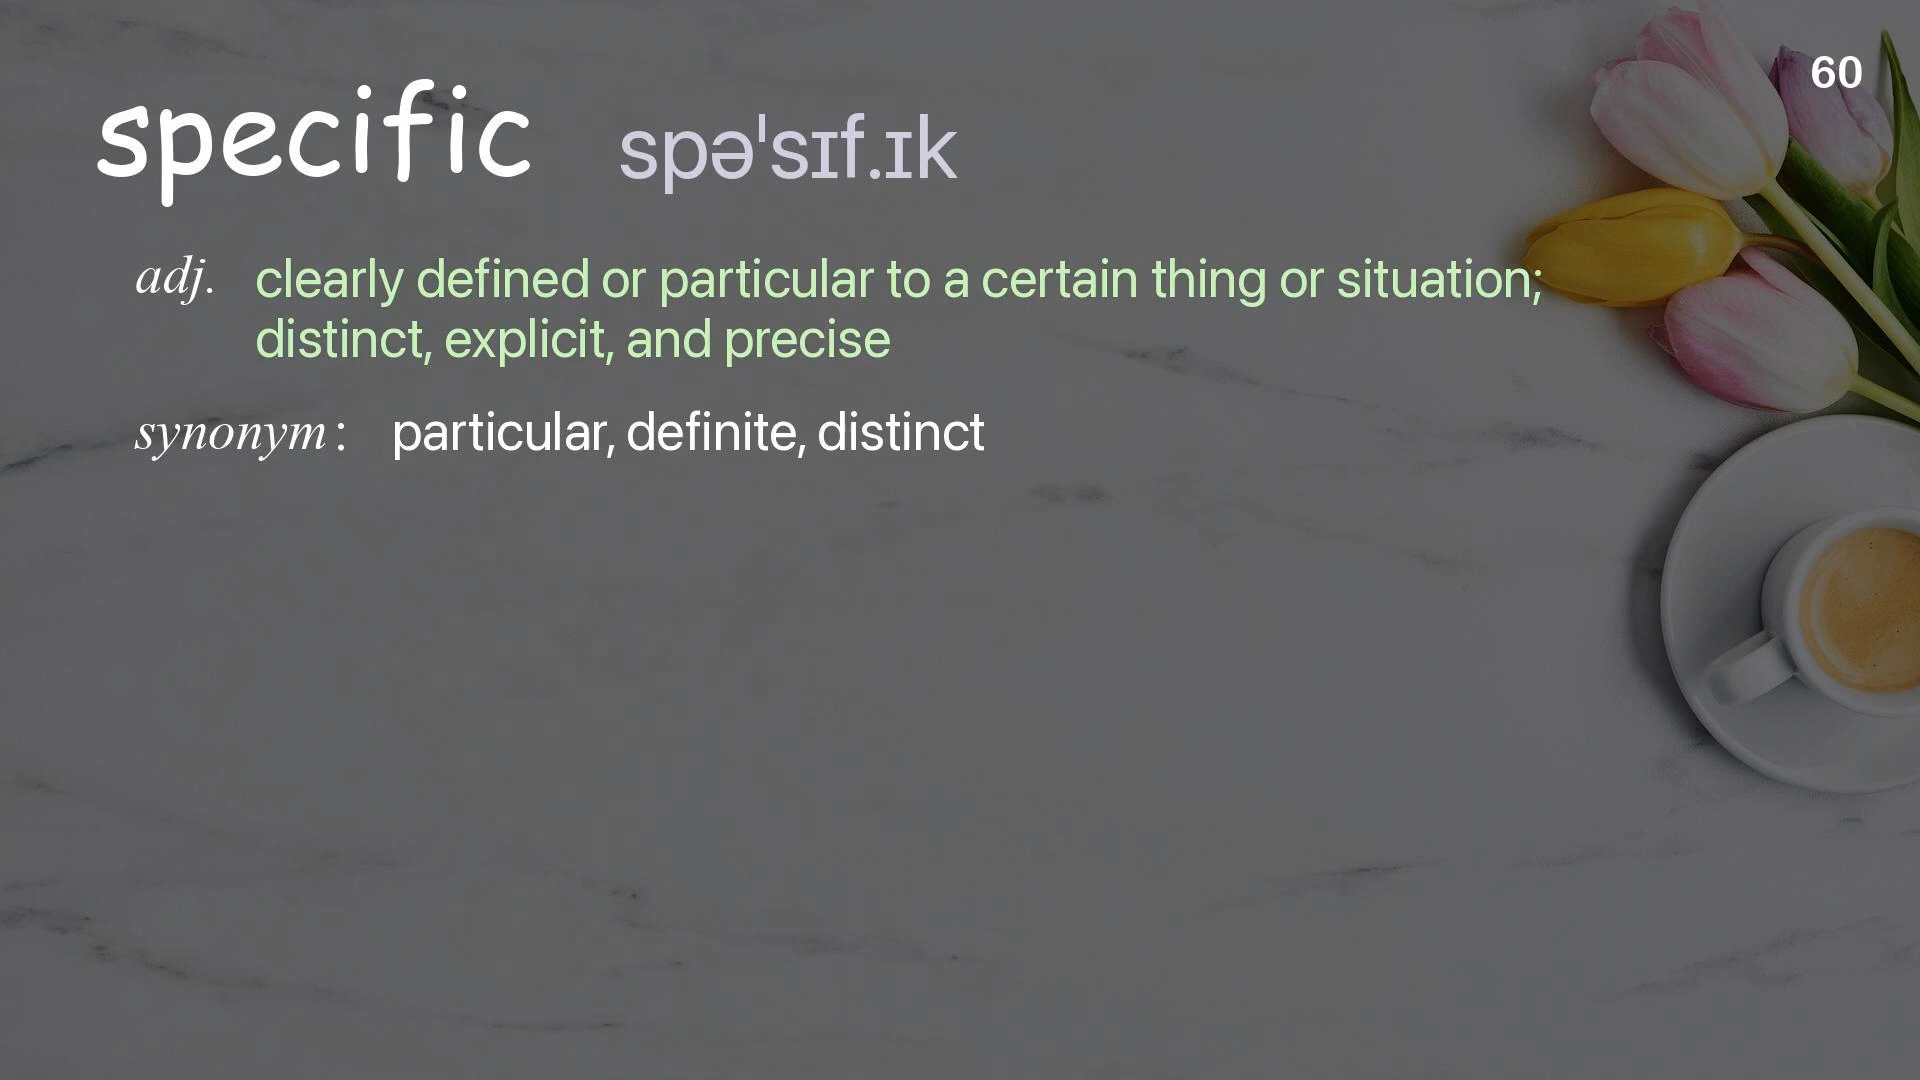 60
specific spəˈsɪf.ɪk
adj. clearly defined or particular to a certain thing or situation;
distinct, explicit, and precise
synonym: particular, definite, distinct